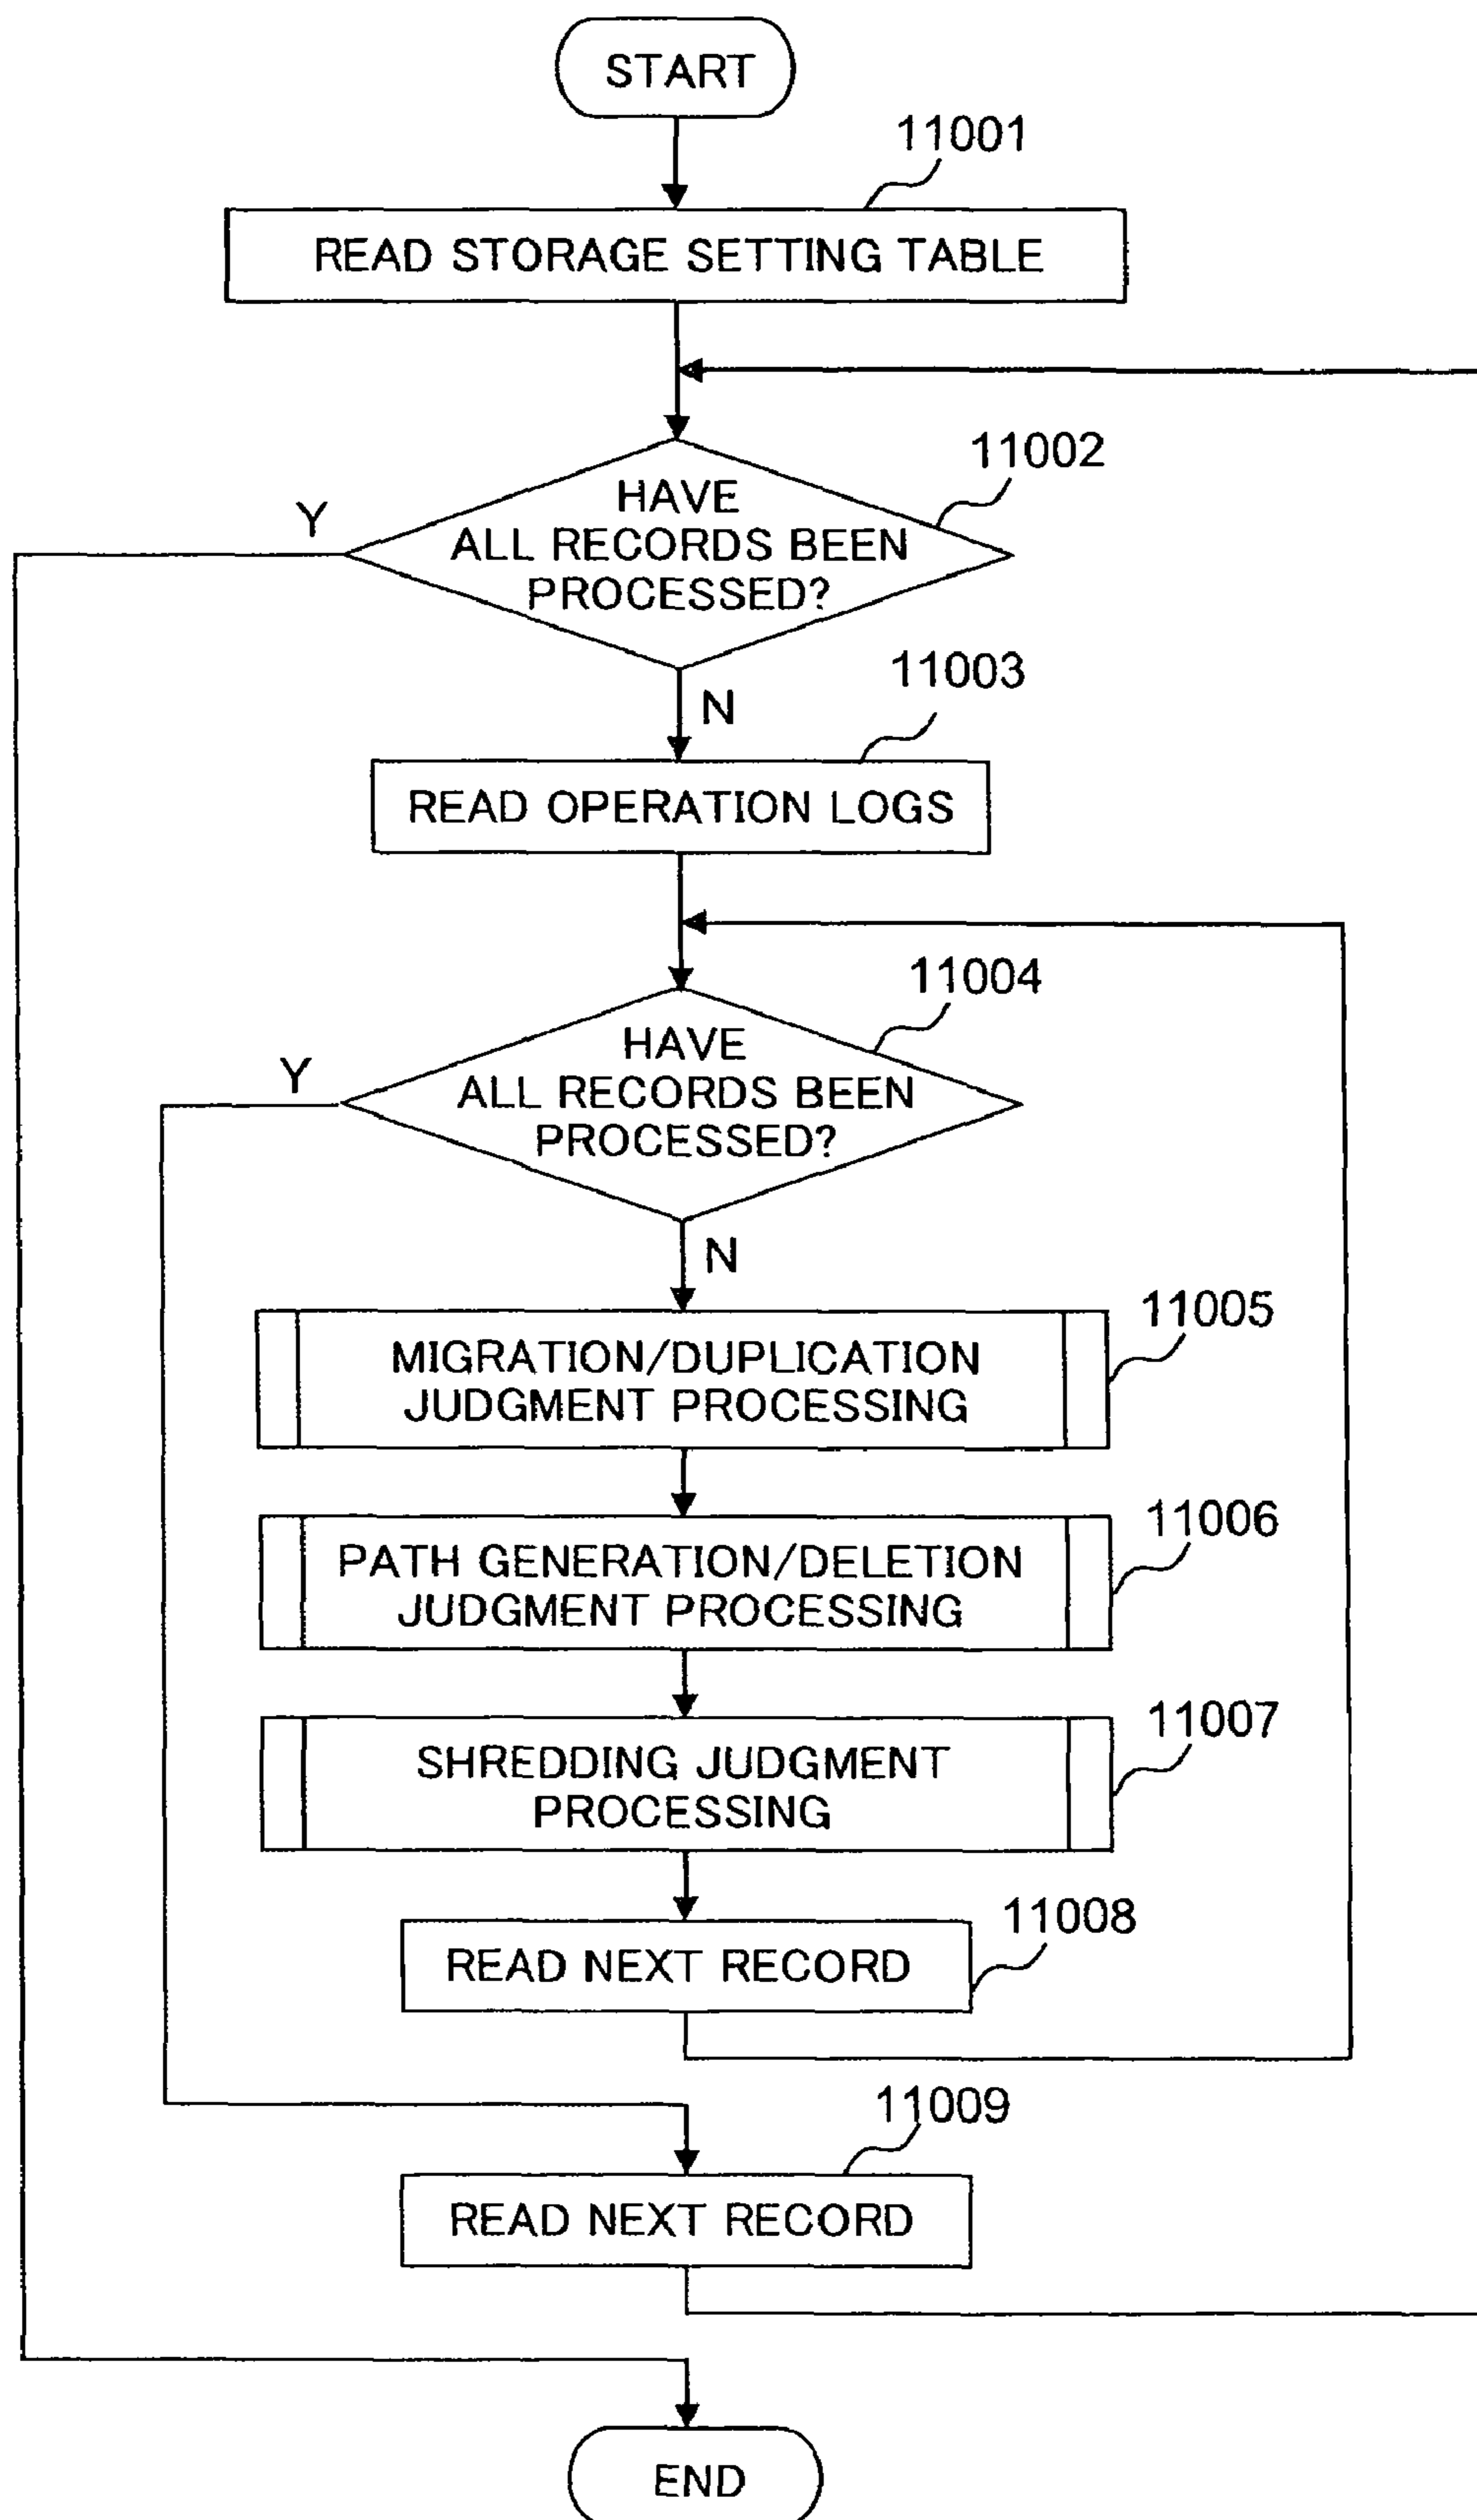 START
11001
READ STORAGE SETTING TABLE
11002
HAVE
ALL RECORDS BEEN
PROCESSED?
Y
11003
N
READ OPERATION LOGS
11004
HAVE
ALL RECORDS BEEN
PROCESSED?
Y
N
11005
MIGRATION/DUPLICATION
JUDGMENT PROCESSING
11006
PATH GENERATION/DELETION
JUDGMENT PROCESSING
11007
SHREDDING JUDGMENT
PROCESSING
11008
READ NEXT RECORD
11009
READ NEXT RECORD
END